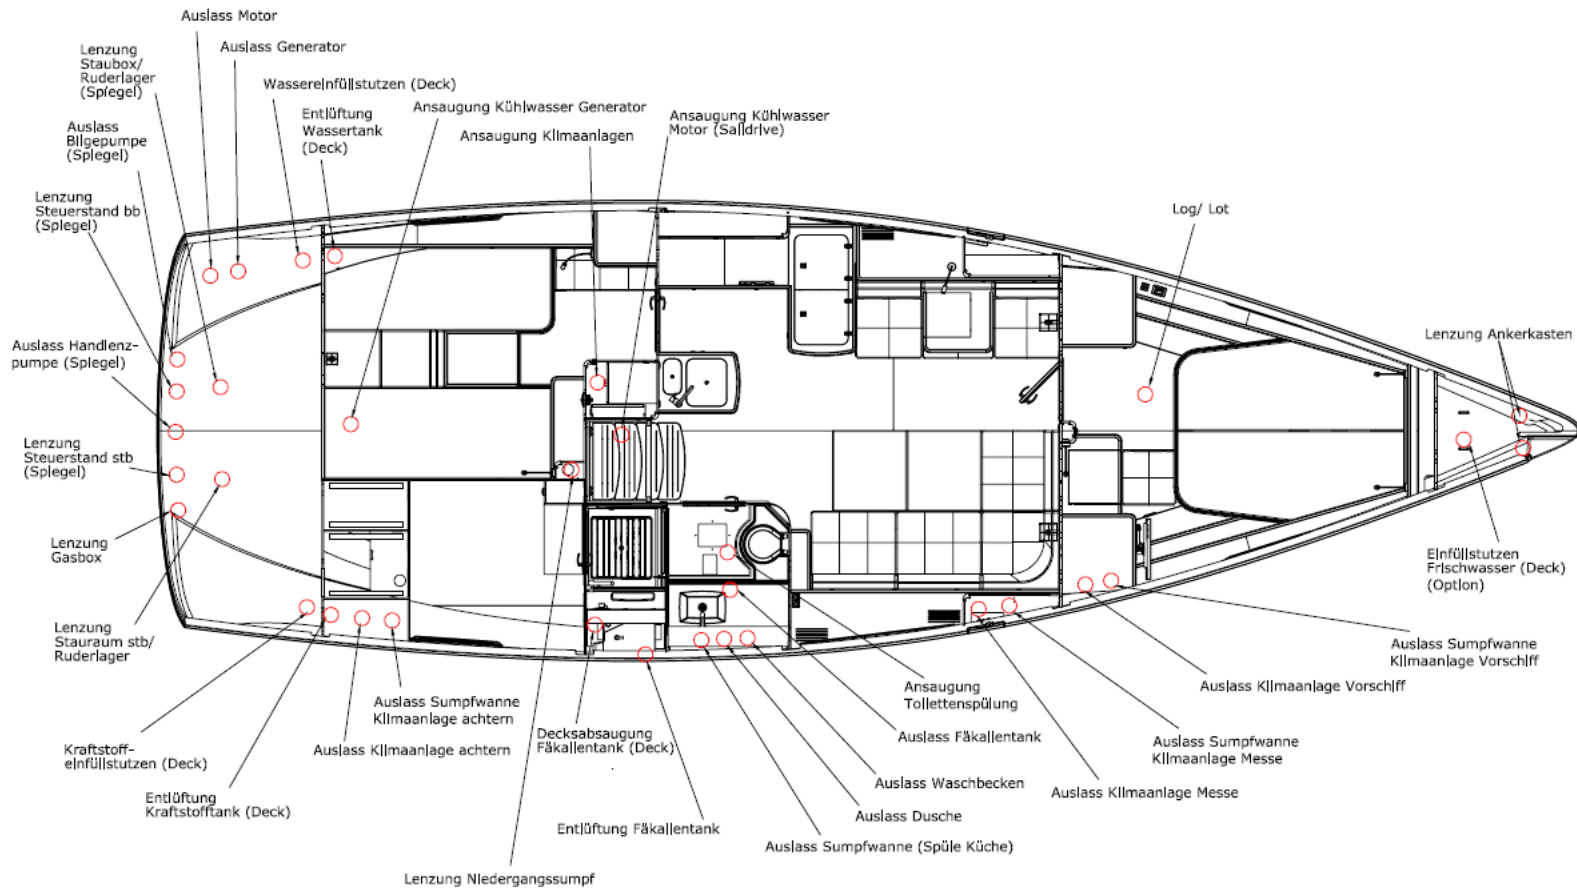 Auslass Motor
Auslass Generator
Lenzung
Staubox/
Ruderlager
(Spiegel)
Wassereinfüllstutzen (Deck)
Ansaugung Kühlwasser Generator
Entlüftung
Wassertank
(Deck)
Ansaugung Klimaanlagen
Ansaugung Kühlwasser
Motor (Saildrive)
Auslass
Bilgepumpe
(Spiegel)
Lenzung
Steuerstand bb
(Spiegel)
Log/ Lot
Auslass Handlenz-
pumpe (Spiegel)
Lenzung Ankerkasten
Lenzung
Steuerstand stb
(Spiegel)
Lenzung
Gasbox
Einfüllstutzen
Frischwasser (Deck)
(Option)
Lenzung
Stauraum stb/
Ruderlager
Auslass Sumpfwanne
Klimaanlage Vorschiff
Auslass Klimaanlage Vorschiff
Ansaugung
Toilettenspülung
Auslass Sumpfwanne
Klimaanlage achtern
Decksabsaugung
Fäkalientank (Deck)
Auslass Fäkalientank
Auslass Sumpfwanne
Klimaanlage Messe
Kraftstoff-
einfüllstutzen (Deck)
Auslass Klimaanlage achtern
Auslass Waschbecken
Auslass Klimaanlage Messe
Entlüftung
Kraftstofftank (Deck)
Auslass Dusche
Entlüftung Fäkalientank
Auslass Sumpfwanne (Spüle Küche)
Lenzung Niedergangssumpf